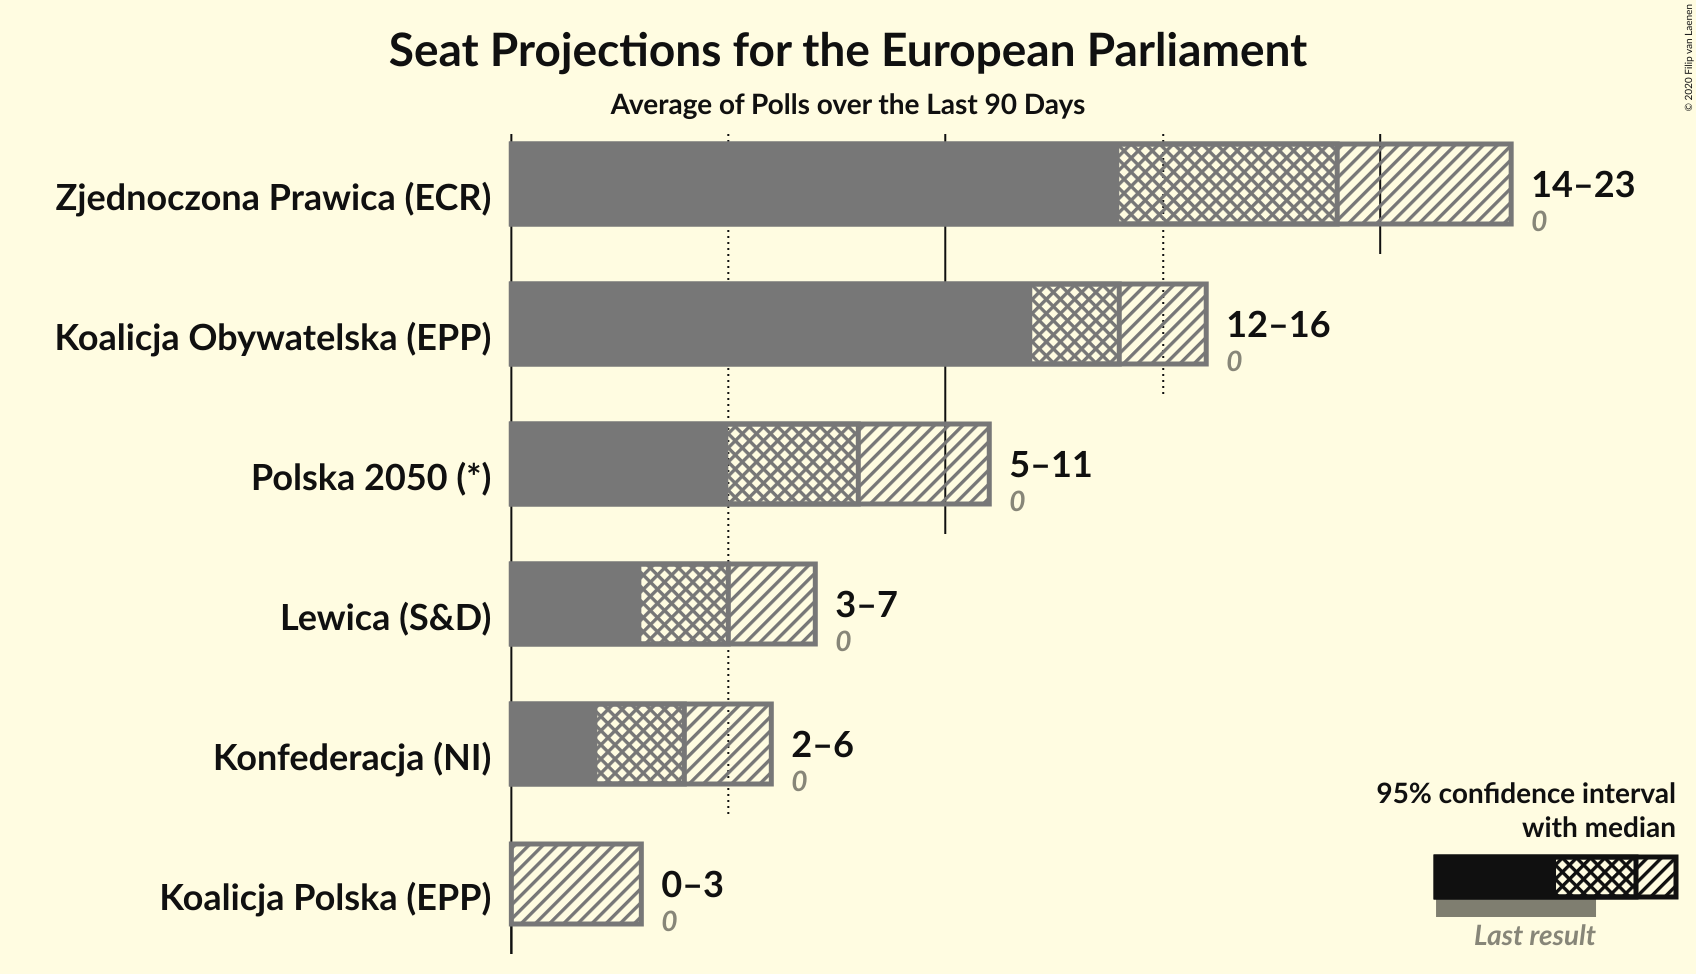 Seat Projections for the European Parliament
Average of Polls over the Last 90 Days
© 2020 Filip van Laenen
Zjednoczona Prawica (ECR)
14–23
0
Koalicja Obywatelska (EPP)
12–16
0
Polska 2050 (*)
5–11
0
Lewica (S&D)
3–7
0
Konfederacja (NI)
2–6
0
Koalicja Polska (EPP)
0–3
0
95% confidence interval
with median
Last result